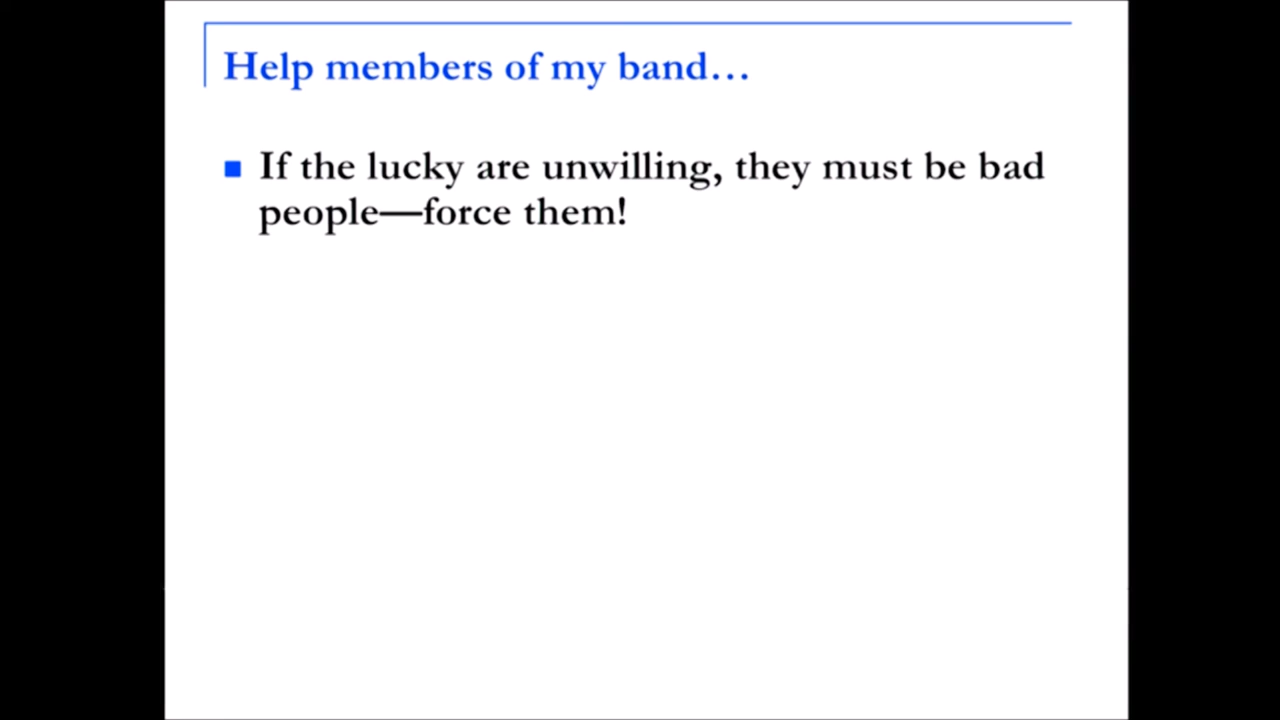 Help members of my band…
If the lucky are unwilling, they must be bad
people—force them!